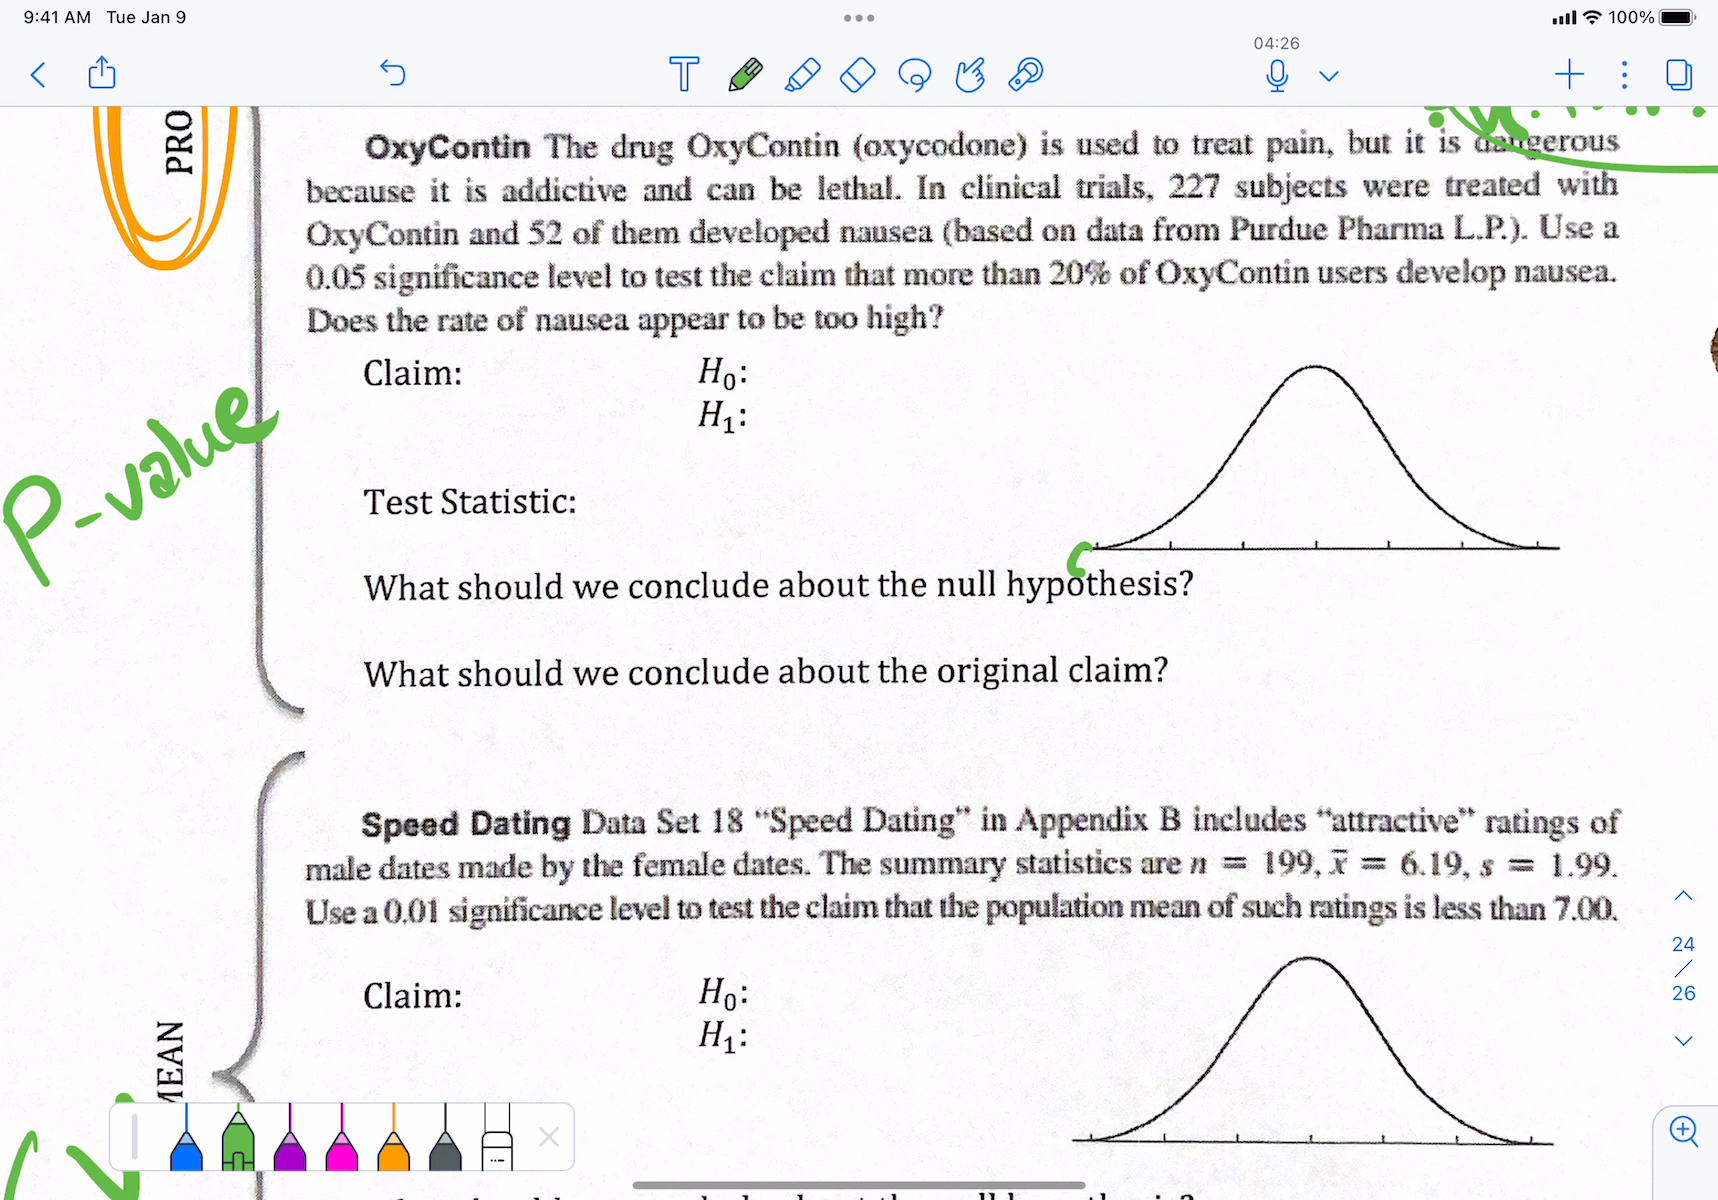 9:41 AM Tue Jan 9
100%
04:26
PRO
OxyContin The drug OxyContin (oxycodone) is used to treat pain, but it is dangerous
because it is addictive and can be lethal. In clinical trials, 227 subjects were treated with
OxyContin and 52 of them developed nausea (based on data from Purdue Pharma L.P.). Use a
0.05 significance level to test the claim that more than 20% of OxyContin users develop nausea.
Does the rate of nausea appear to be too high?
Claim: H₀:
H₁:
P-value
Test Statistic:
What should we conclude about the null hypothesis?
What should we conclude about the original claim?
Speed Dating Data Set 18 “Speed Dating” in Appendix B includes “attractive” ratings of
male dates made by the female dates. The summary statistics are n = 199, x̄ = 6.19, s = 1.99.
Use a 0.01 significance level to test the claim that the population mean of such ratings is less than 7.00.
24
/
26
Claim: H₀:
H₁:
MEAN